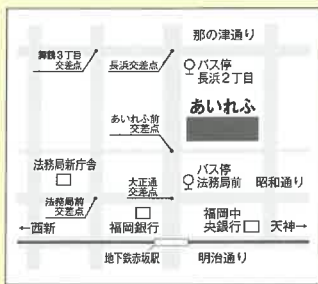 那の津通り
舞鶴3丁目
交差点
長浜交差点
バス停
長浜2丁目
あいれふ
あいれふ前
交差点
法務局新庁舎
大正通
交差点
バス停
法務局前
昭和通り
法務局前
交差点
←西新
福岡銀行
福岡中
央銀行
天神→
地下鉄赤坂駅
明治通り